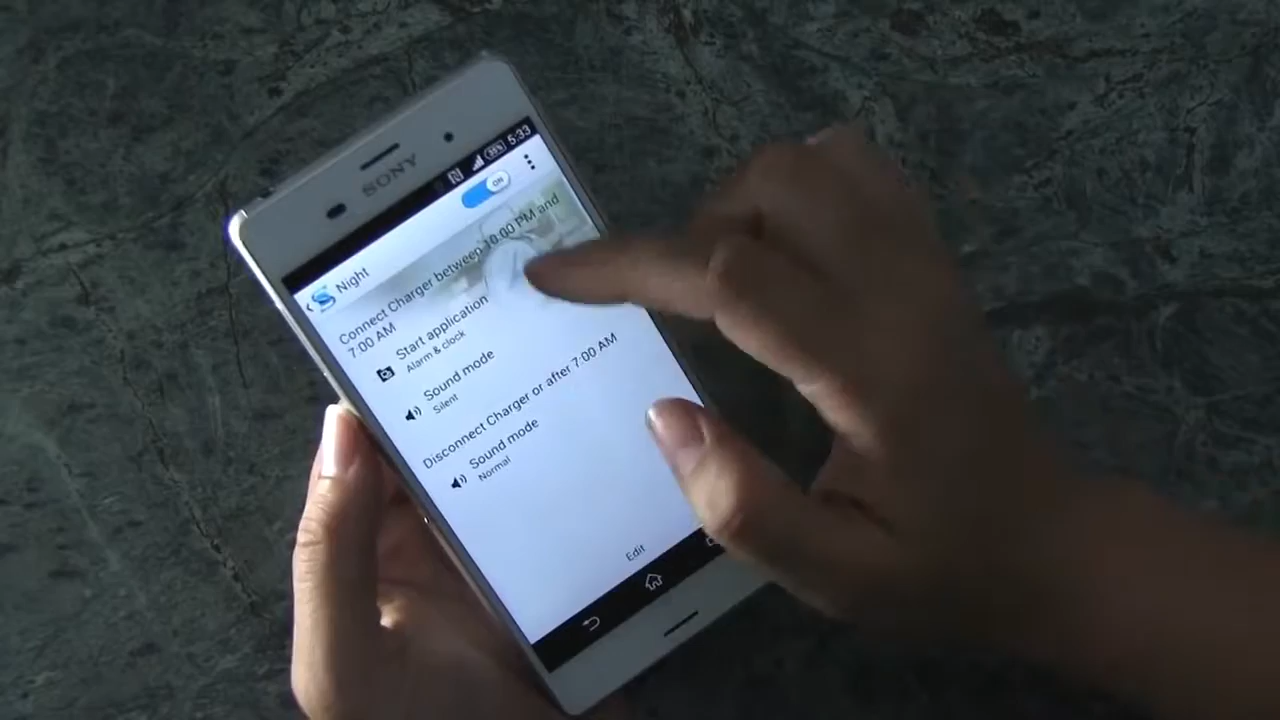 SONY
5:33
ON
Night
Connect Charger between 10:00 PM and
7:00 AM
Start application
Alarm & clock
Sound mode
Silent
Disconnect Charger or after 7:00 AM
Sound mode
Normal
Edit